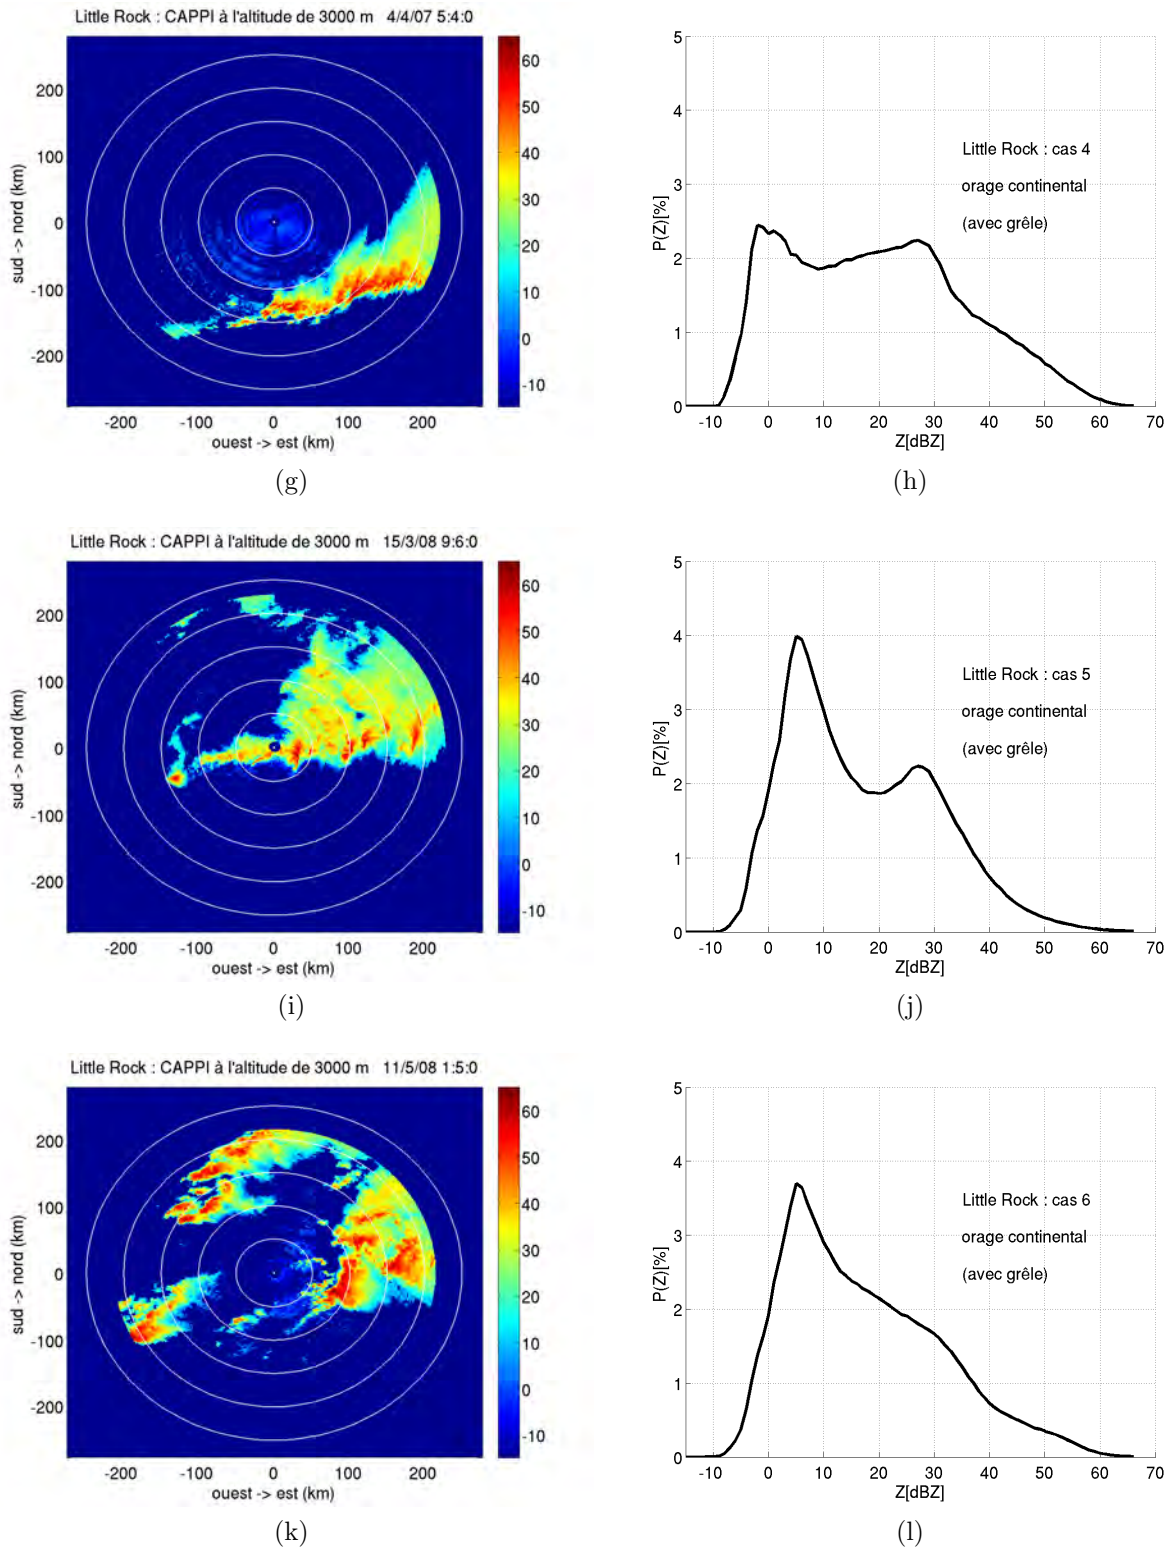 Little Rock : CAPPI à l'altitude de 3000 m 4/4/07 5:4:0
200
100
0
-100
-200
sud -> nord (km)
-200 -100 0 100 200
ouest -> est (km)
60
50
40
30
20
10
0
-10
(g)
5
4
3
2
1
0
P(Z)[%]
Little Rock : cas 4
orage continental
(avec grêle)
-10 0 10 20 30 40 50 60 70
Z[dBZ]
(h)
Little Rock : CAPPI à l'altitude de 3000 m 15/3/08 9:6:0
200
100
0
-100
-200
sud -> nord (km)
-200 -100 0 100 200
ouest -> est (km)
60
50
40
30
20
10
0
-10
(i)
5
4
3
2
1
0
P(Z)[%]
Little Rock : cas 5
orage continental
(avec grêle)
-10 0 10 20 30 40 50 60 70
Z[dBZ]
(j)
Little Rock : CAPPI à l'altitude de 3000 m 11/5/08 1:5:0
200
100
0
-100
-200
sud -> nord (km)
-200 -100 0 100 200
ouest -> est (km)
60
50
40
30
20
10
0
-10
(k)
5
4
3
2
1
0
P(Z)[%]
Little Rock : cas 6
orage continental
(avec grêle)
-10 0 10 20 30 40 50 60 70
Z[dBZ]
(l)